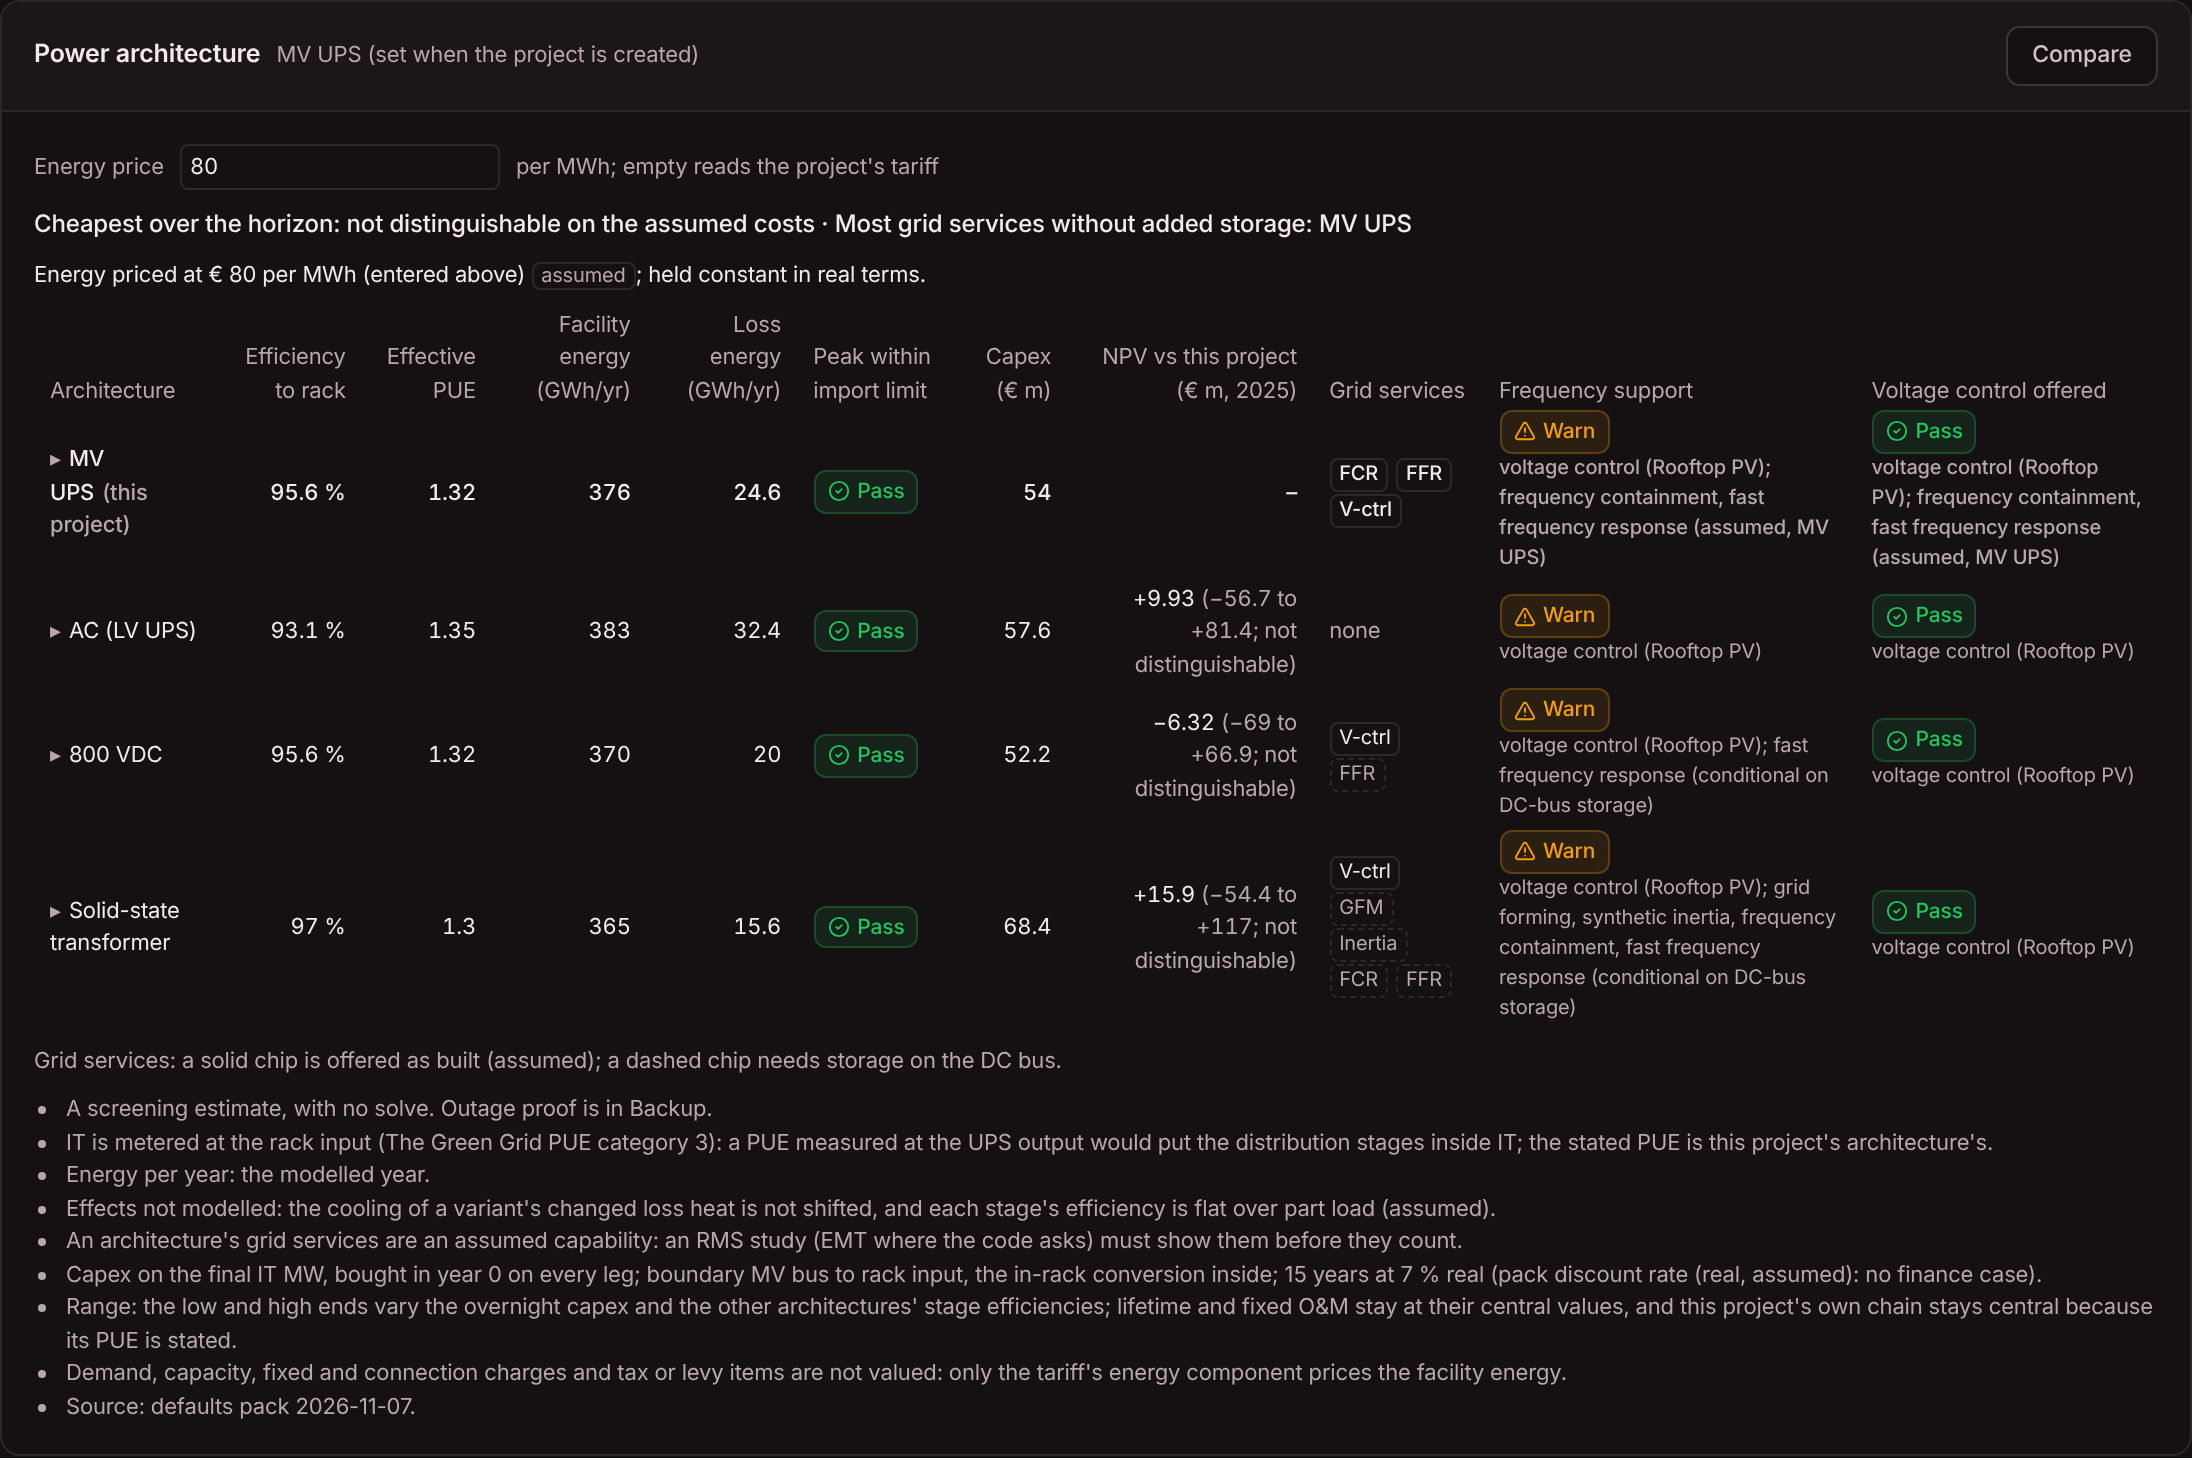 Power architecture MV UPS (set when the project is created)
Compare
Energy price 80 per MWh; empty reads the project's tariff
Cheapest over the horizon: not distinguishable on the assumed costs · Most grid services without added storage: MV UPS
Energy priced at € 80 per MWh (entered above) assumed; held constant in real terms.
Architecture
Efficiency
to rack
Effective
PUE
Facility
energy
(GWh/yr)
Loss
energy
(GWh/yr)
Peak within
import limit
Capex
(€ m)
NPV vs this project
(€ m, 2025)
Grid services
Frequency support
Voltage control offered
▸ MV
UPS (this
project)
95.6 %
1.32
376
24.6
Pass
54
–
FCR FFR
V-ctrl
Warn
voltage control (Rooftop PV);
frequency containment, fast
frequency response (assumed, MV
UPS)
Pass
voltage control (Rooftop
PV); frequency containment,
fast frequency response
(assumed, MV UPS)
▸ AC (LV UPS)
93.1 %
1.35
383
32.4
Pass
57.6
+9.93 (−56.7 to
+81.4; not
distinguishable)
none
Warn
voltage control (Rooftop PV)
Pass
voltage control (Rooftop PV)
▸ 800 VDC
95.6 %
1.32
370
20
Pass
52.2
−6.32 (−69 to
+66.9; not
distinguishable)
V-ctrl
FFR
Warn
voltage control (Rooftop PV); fast
frequency response (conditional on
DC-bus storage)
Pass
voltage control (Rooftop PV)
▸ Solid-state
transformer
97 %
1.3
365
15.6
Pass
68.4
+15.9 (−54.4 to
+117; not
distinguishable)
V-ctrl
GFM
Inertia
FCR FFR
Warn
voltage control (Rooftop PV); grid
forming, synthetic inertia, frequency
containment, fast frequency
response (conditional on DC-bus
storage)
Pass
voltage control (Rooftop PV)
Grid services: a solid chip is offered as built (assumed); a dashed chip needs storage on the DC bus.
• A screening estimate, with no solve. Outage proof is in Backup.
• IT is metered at the rack input (The Green Grid PUE category 3): a PUE measured at the UPS output would put the distribution stages inside IT; the stated PUE is this project's architecture's.
• Energy per year: the modelled year.
• Effects not modelled: the cooling of a variant's changed loss heat is not shifted, and each stage's efficiency is flat over part load (assumed).
• An architecture's grid services are an assumed capability: an RMS study (EMT where the code asks) must show them before they count.
• Capex on the final IT MW, bought in year 0 on every leg; boundary MV bus to rack input, the in-rack conversion inside; 15 years at 7 % real (pack discount rate (real, assumed): no finance case).
• Range: the low and high ends vary the overnight capex and the other architectures' stage efficiencies; lifetime and fixed O&M stay at their central values, and this project's own chain stays central because
its PUE is stated.
• Demand, capacity, fixed and connection charges and tax or levy items are not valued: only the tariff's energy component prices the facility energy.
• Source: defaults pack 2026-11-07.